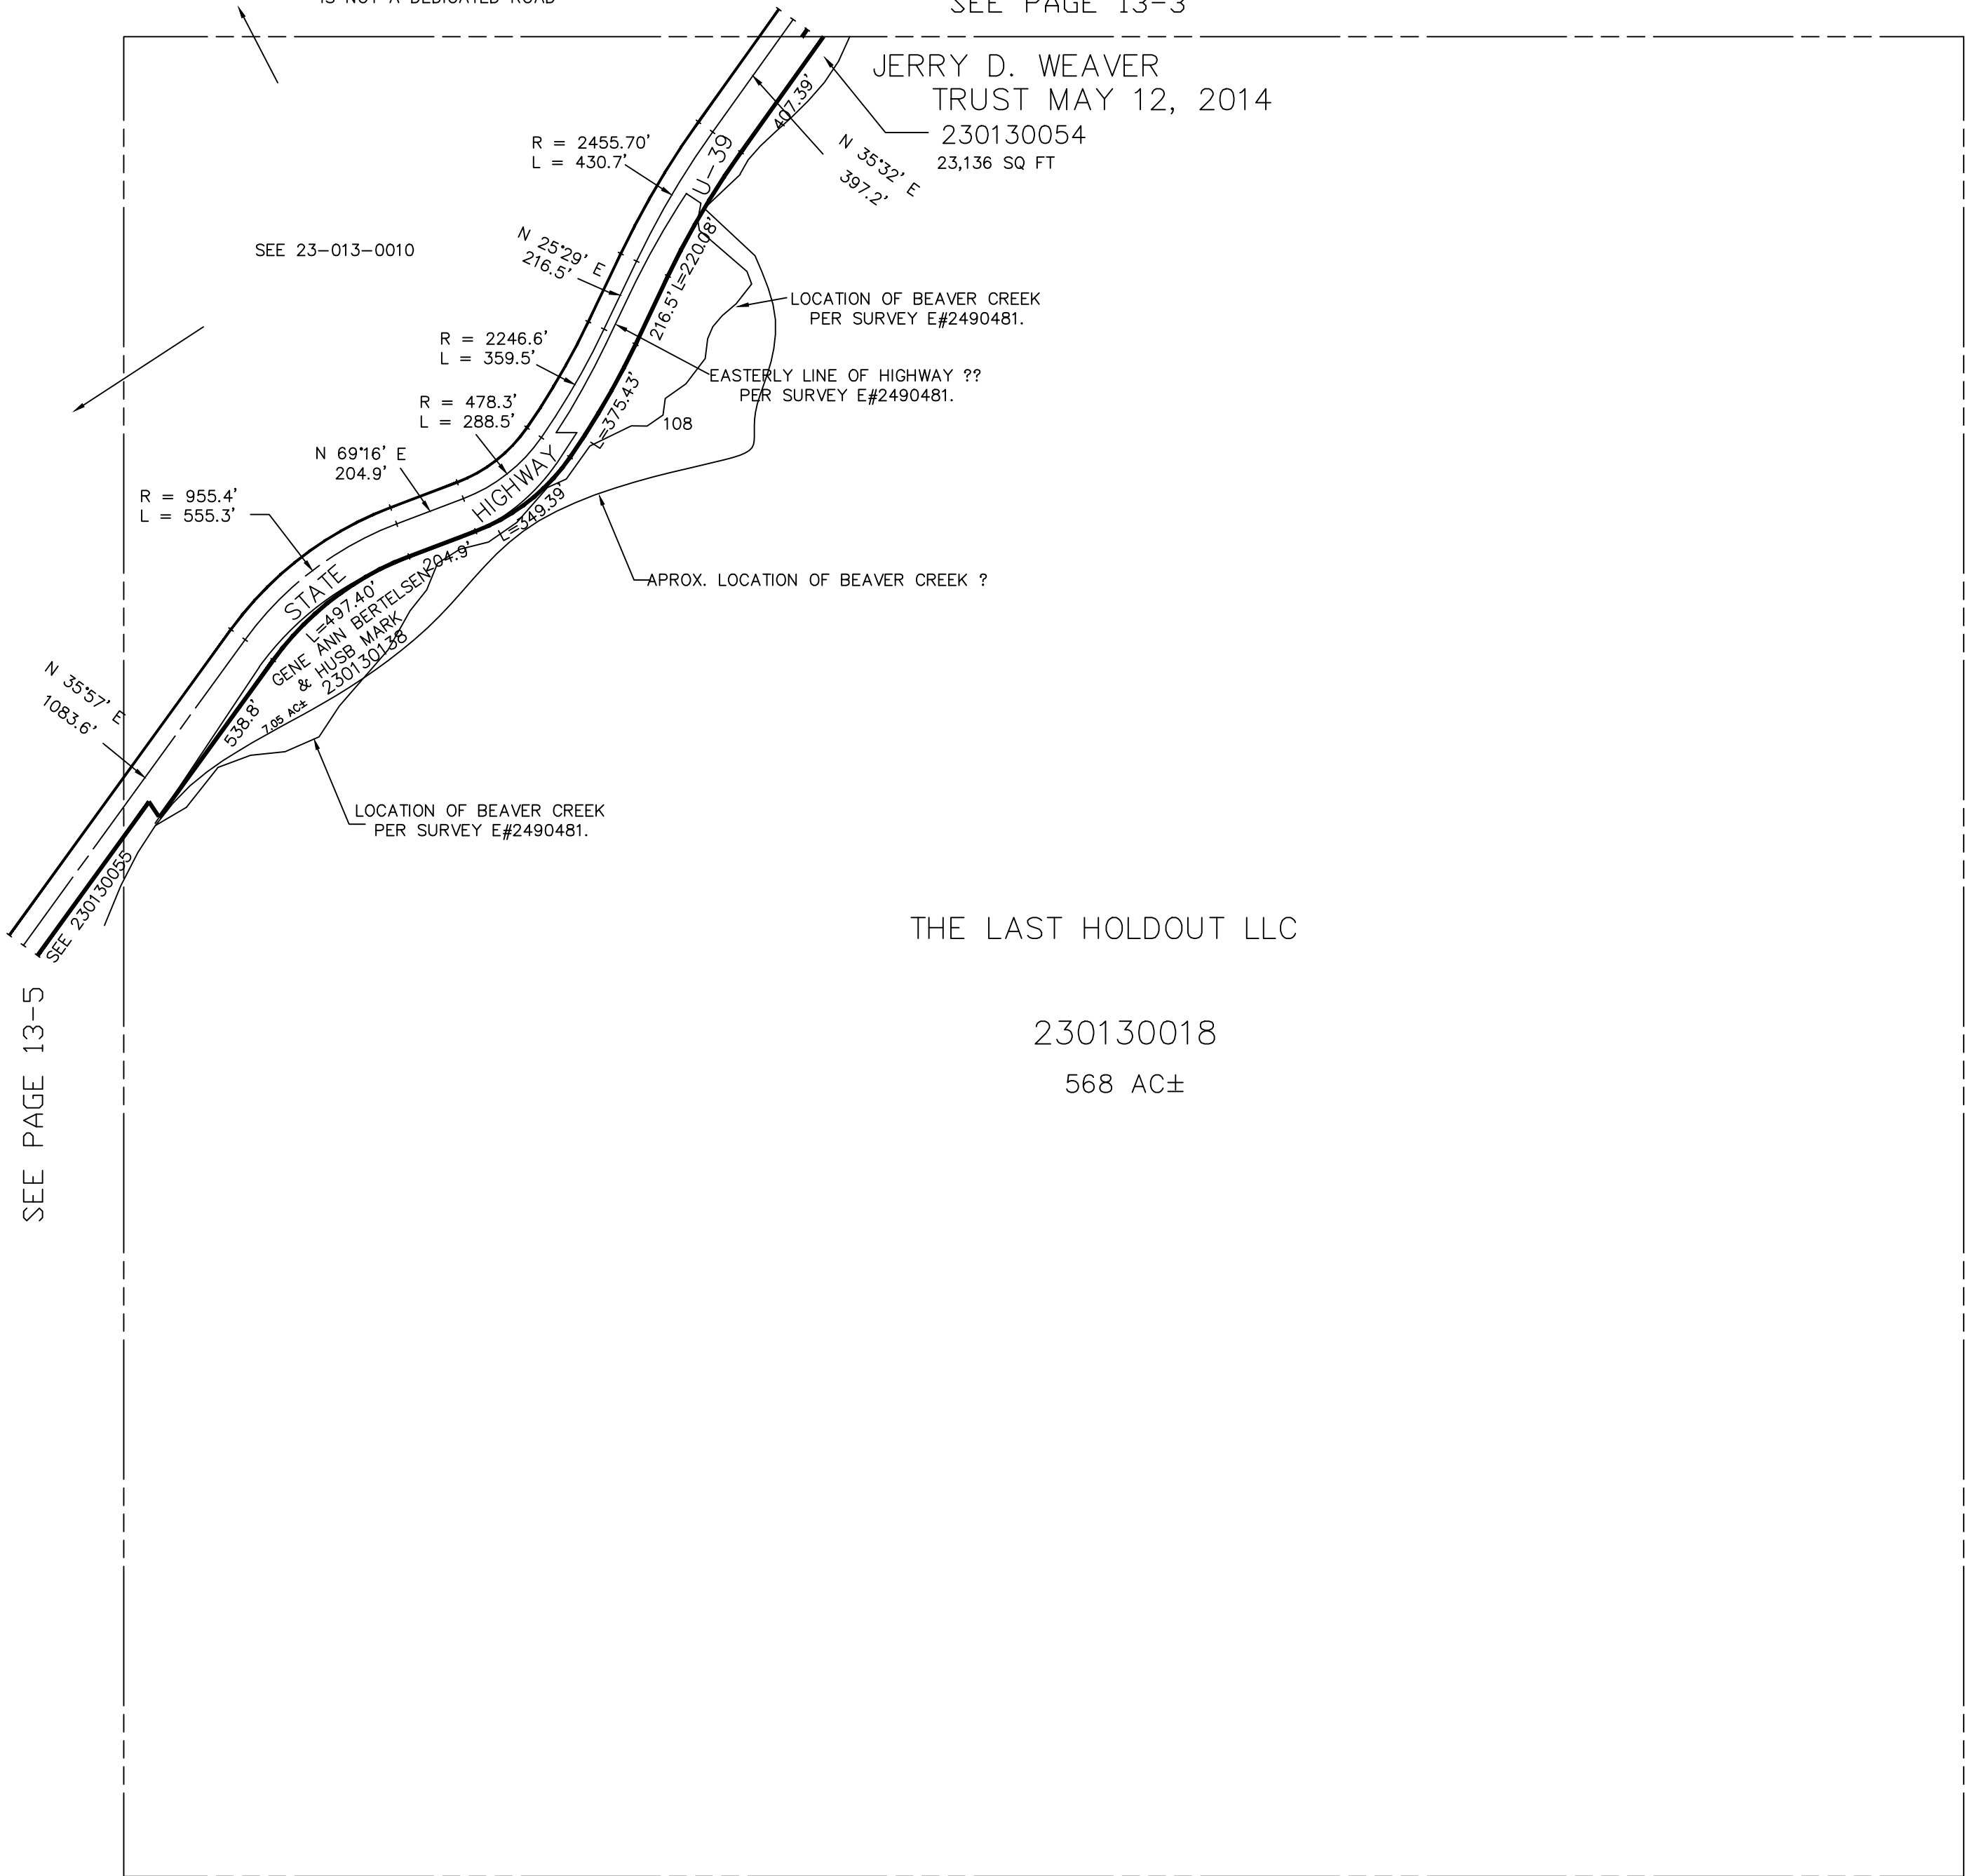 IS NOT A DEDICATED ROAD
SEE PAGE 13-3
JERRY D. WEAVER
TRUST MAY 12, 2014
230130054
23,136 SQ FT
407.39'
N 35°32' E
397.2'
R = 2455.70'
L = 430.7'
U-39
SEE 23-013-0010
N 25°29' E
216.5'
L=220.08'
216.5'
LOCATION OF BEAVER CREEK
PER SURVEY E#2490481.
R = 2246.6'
L = 359.5'
EASTERLY LINE OF HIGHWAY ??
PER SURVEY E#2490481.
R = 478.3'
L = 288.5'
L=375.43'
108
N 69°16' E
204.9'
HIGHWAY
R = 955.4'
L = 555.3'
L=349.39'
204.9'
APROX. LOCATION OF BEAVER CREEK ?
STATE
L=497.40'
GENE ANN BERTELSEN
& HUSB MARK
230130138
7.05 AC±
538.8'
N 35°57' E
1083.6'
LOCATION OF BEAVER CREEK
PER SURVEY E#2490481.
SEE 230130055
THE LAST HOLDOUT LLC
230130018
568 AC±
SEE PAGE 13-5